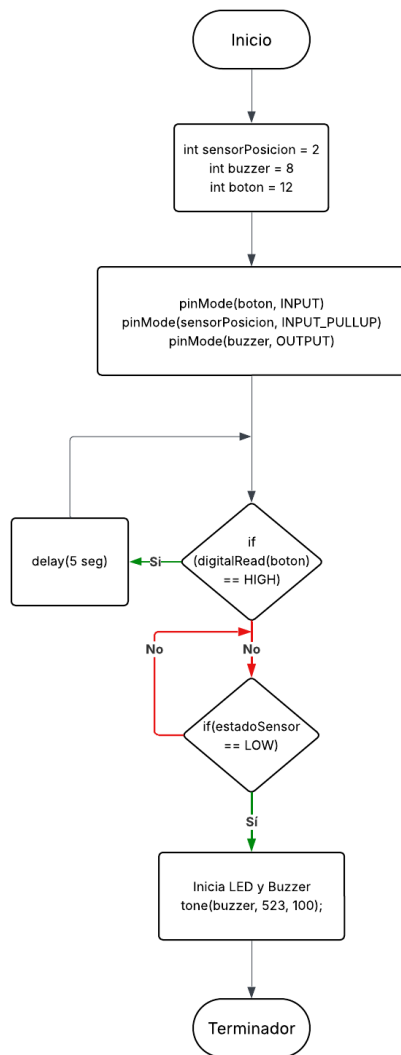 Inicio
int sensorPosicion = 2
int buzzer = 8
int boton = 12
pinMode(boton, INPUT)
pinMode(sensorPosicion, INPUT_PULLUP)
pinMode(buzzer, OUTPUT)
if
(digitalRead(boton)
== HIGH)
Si
delay(5 seg)
No
No
if(estadoSensor
== LOW)
Sí
Inicia LED y Buzzer
tone(buzzer, 523, 100);
Terminador